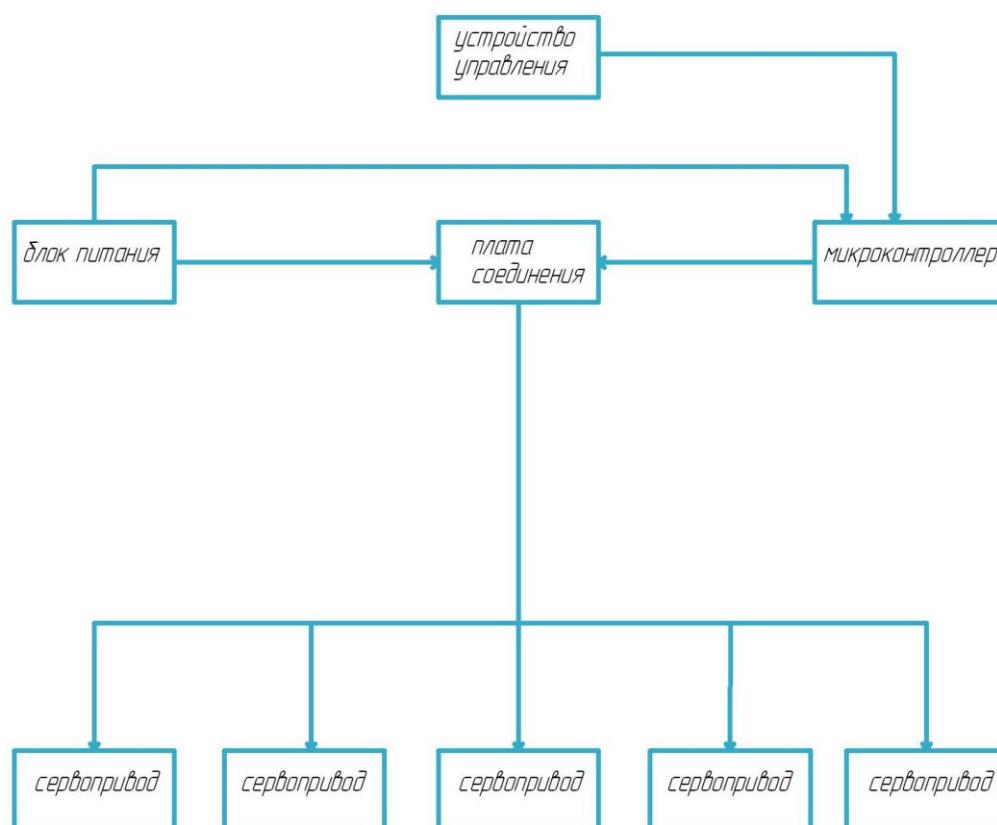 устройство
управления
блок питания
плата
соединения
микроконтроллер
сервопривод
сервопривод
сервопривод
сервопривод
сервопривод